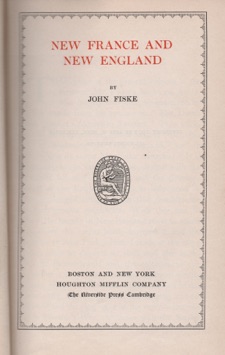 NEW FRANCE AND
NEW ENGLAND
BY
JOHN FISKE
BOSTON AND NEW YORK
HOUGHTON MIFFLIN COMPANY
The Riverside Press Cambridge